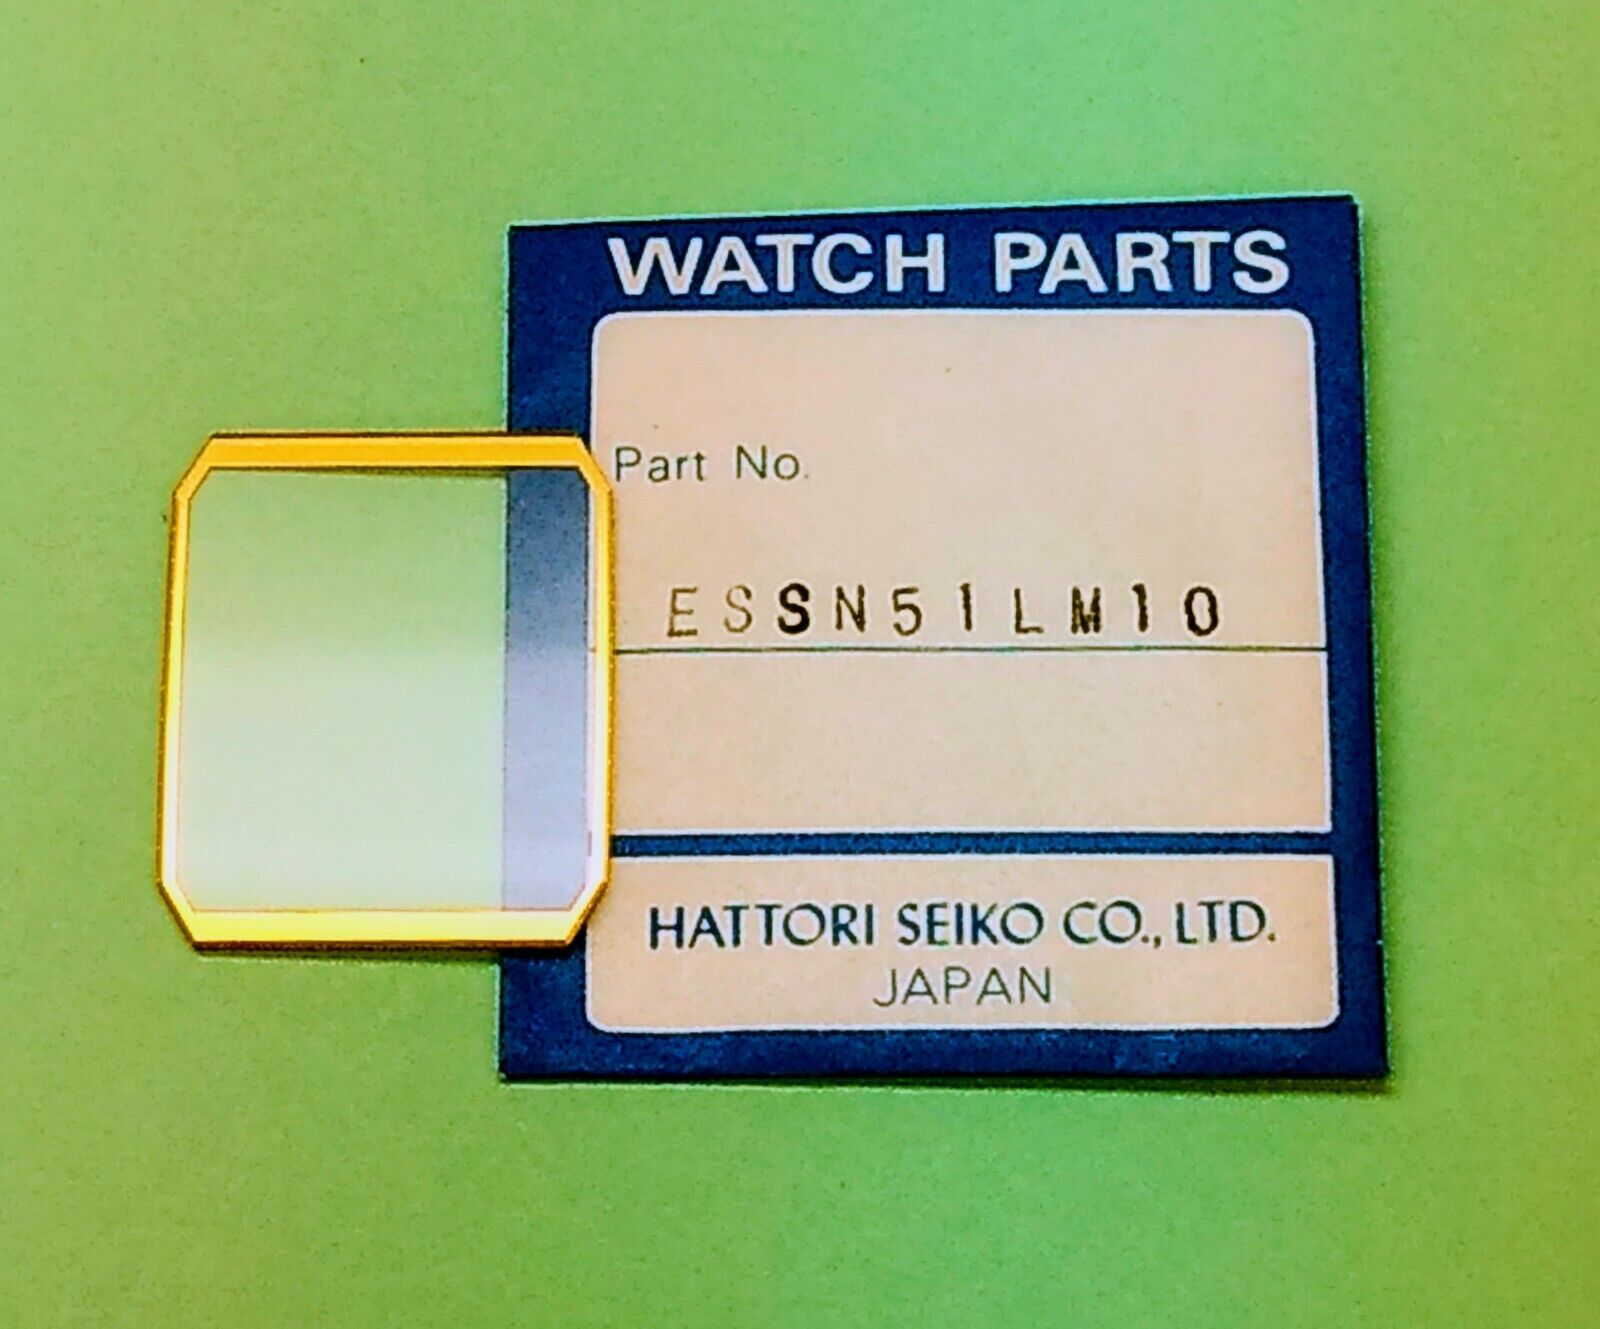 WATCH PARTS
Part No.
ESSN51LM10
HATTORI SEIKO CO., LTD.
JAPAN